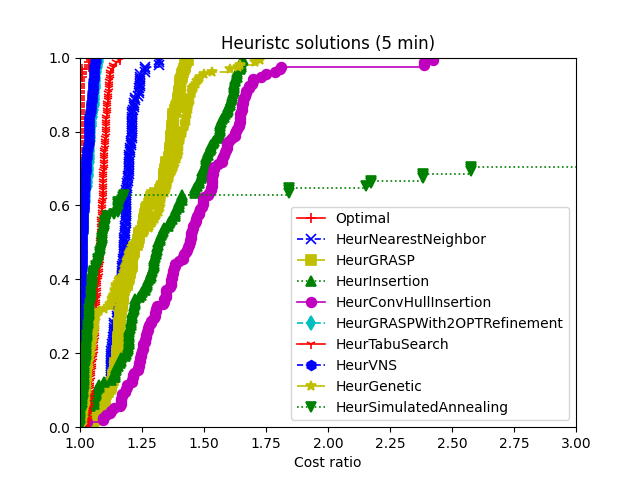 Heuristc solutions (5 min)
1.0
0.8
0.6
0.4
0.2
0.0
Optimal
HeurNearestNeighbor
HeurGRASP
HeurInsertion
HeurConvHullInsertion
HeurGRASPWith2OPTRefinement
HeurTabuSearch
HeurVNS
HeurGenetic
HeurSimulatedAnnealing
1.00 1.25 1.50 1.75 2.00 2.25 2.50 2.75 3.00
Cost ratio